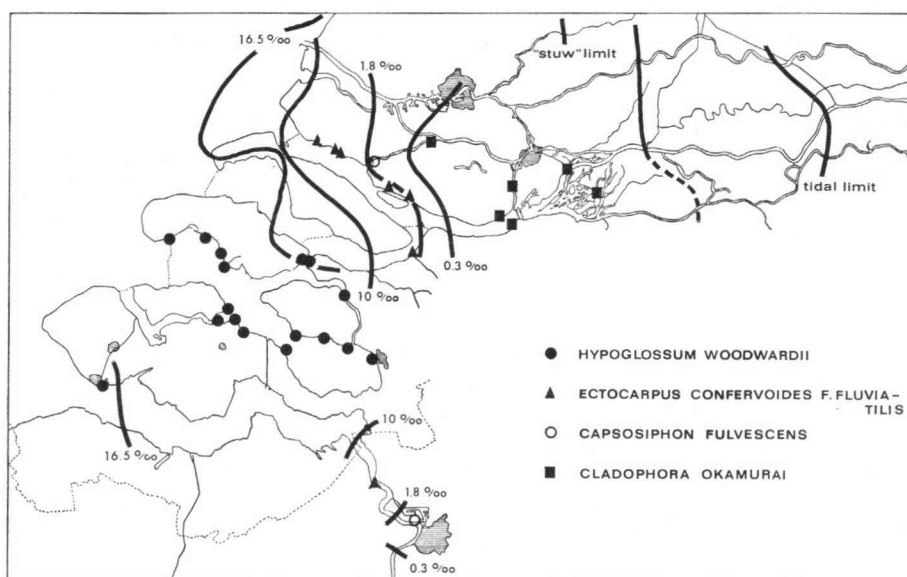 16.5 ‰
1.8 ‰
"stuw" limit
tidal limit
0.3 ‰
10 ‰
HYPOGLOSSUM WOODWARDII
ECTOCARPUS CONFERVOIDES F. FLUVIA-
TILIS
CAPSOSIPHON FULVESCENS
CLADOPHORA OKAMURAI
10 ‰
16.5 ‰
1.8 ‰
0.3 ‰